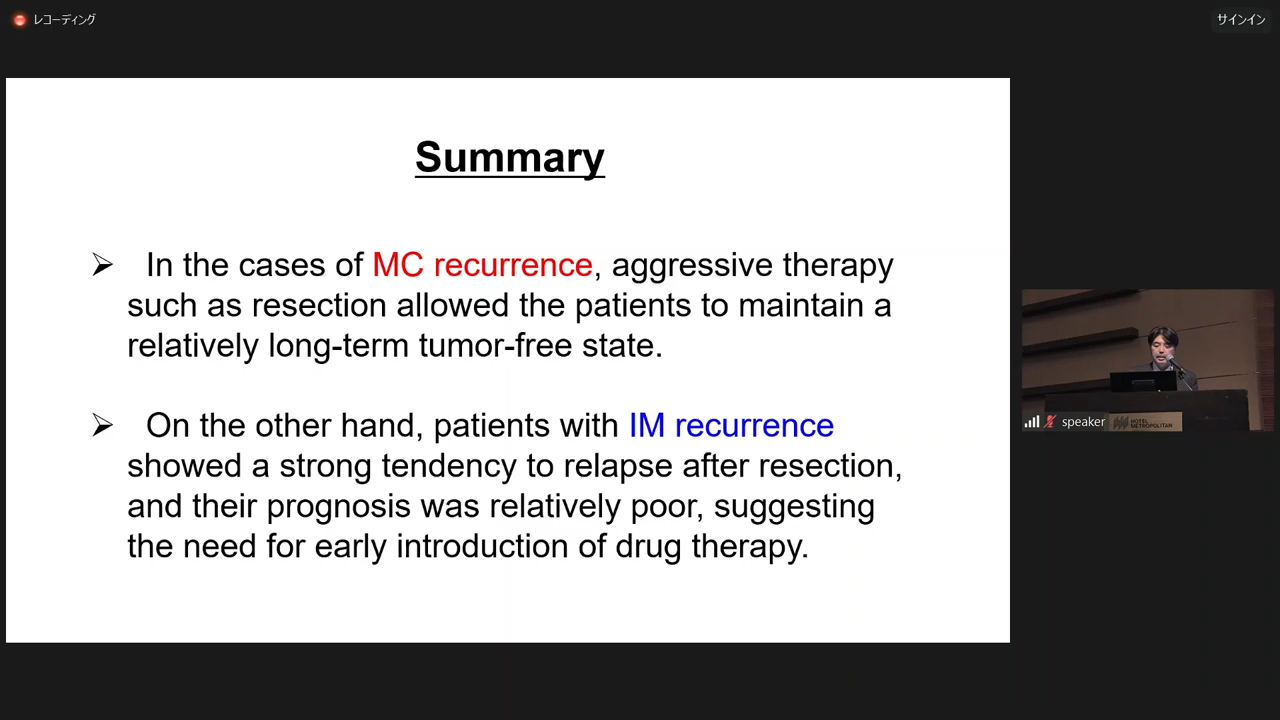 レコーディング
サインイン
Summary
➢ In the cases of MC recurrence, aggressive therapy
such as resection allowed the patients to maintain a
relatively long-term tumor-free state.
➢ On the other hand, patients with IM recurrence
showed a strong tendency to relapse after resection,
and their prognosis was relatively poor, suggesting
the need for early introduction of drug therapy.
speaker
HOTEL
METROPOLITAN